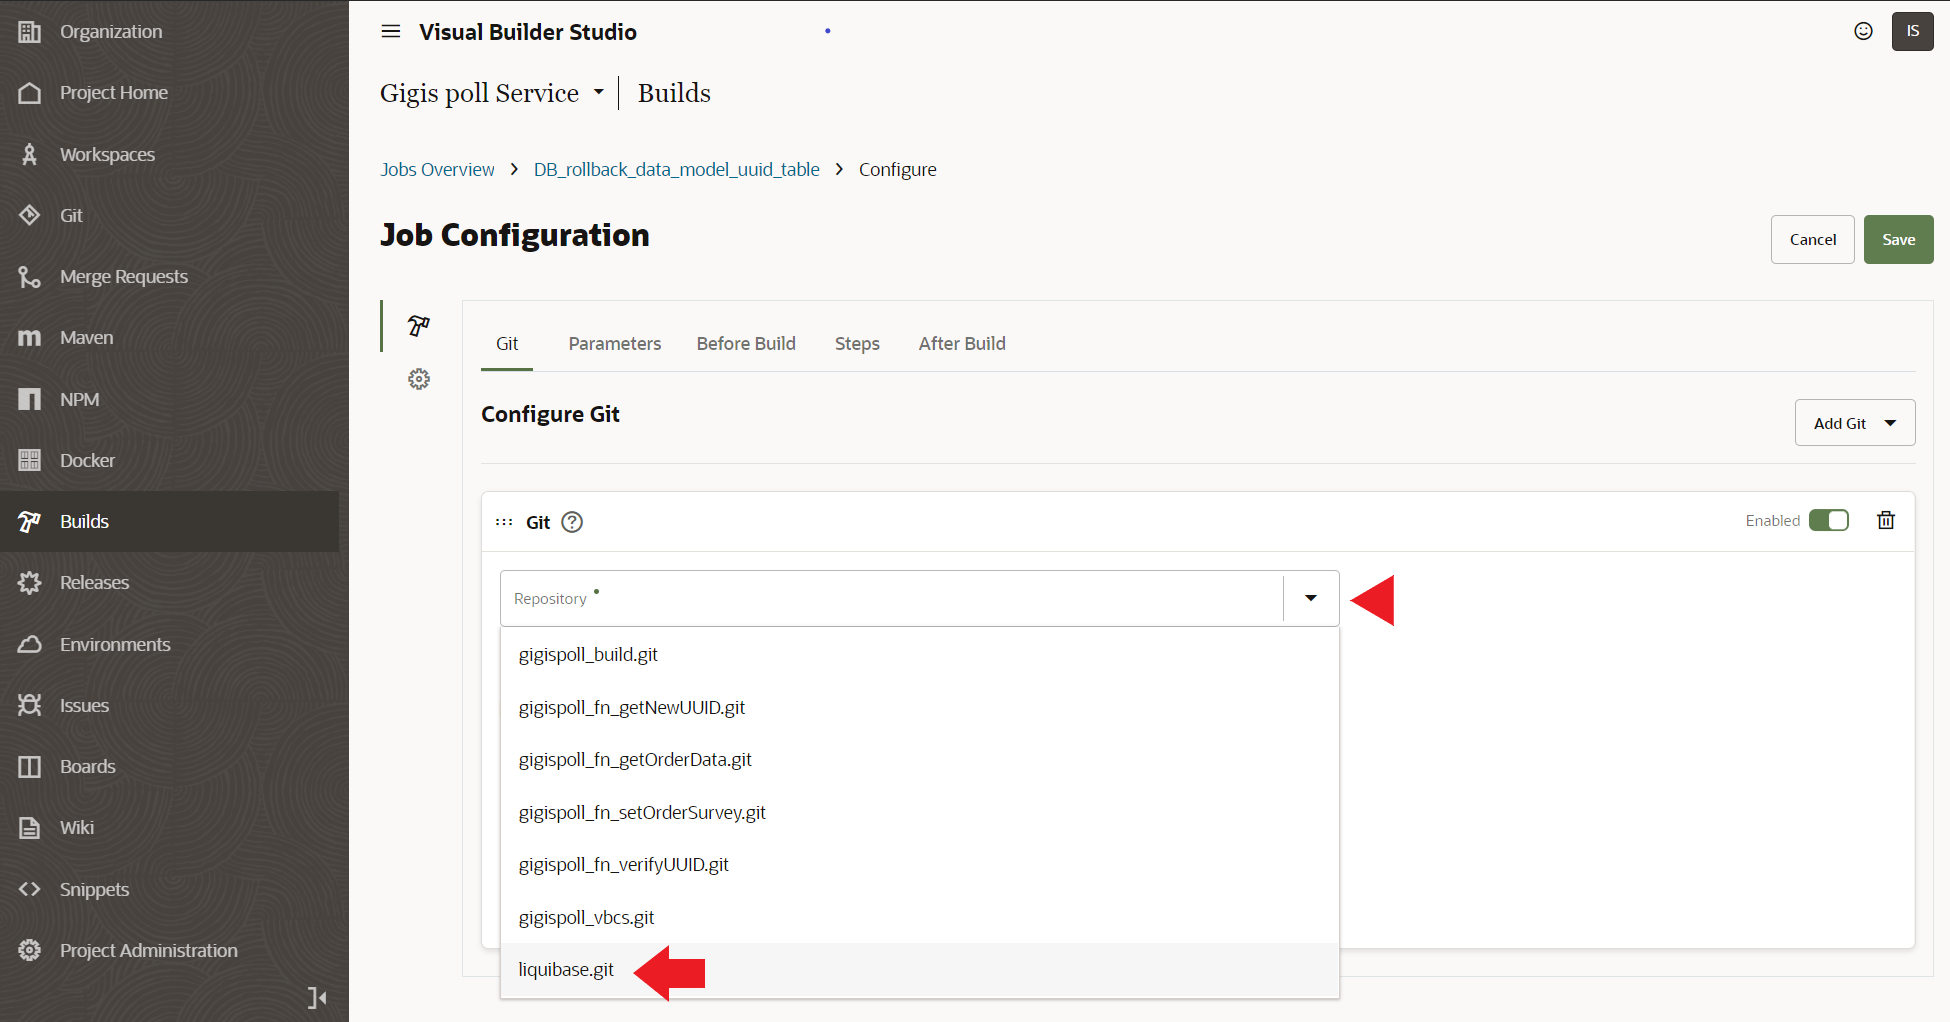 Organization
Project Home
Workspaces
Git
Merge Requests
Maven
NPM
Docker
Builds
Releases
Environments
Issues
Boards
Wiki
Snippets
Project Administration
Visual Builder Studio
IS
Gigis poll Service
Builds
Jobs Overview > DB_rollback_data_model_uuid_table > Configure
Job Configuration
Cancel
Save
Git
Parameters
Before Build
Steps
After Build
Configure Git
Add Git
Git ?
Enabled
Repository
gigispoll_build.git
gigispoll_fn_getNewUUID.git
gigispoll_fn_getOrderData.git
gigispoll_fn_setOrderSurvey.git
gigispoll_fn_verifyUUID.git
gigispoll_vbcs.git
liquibase.git